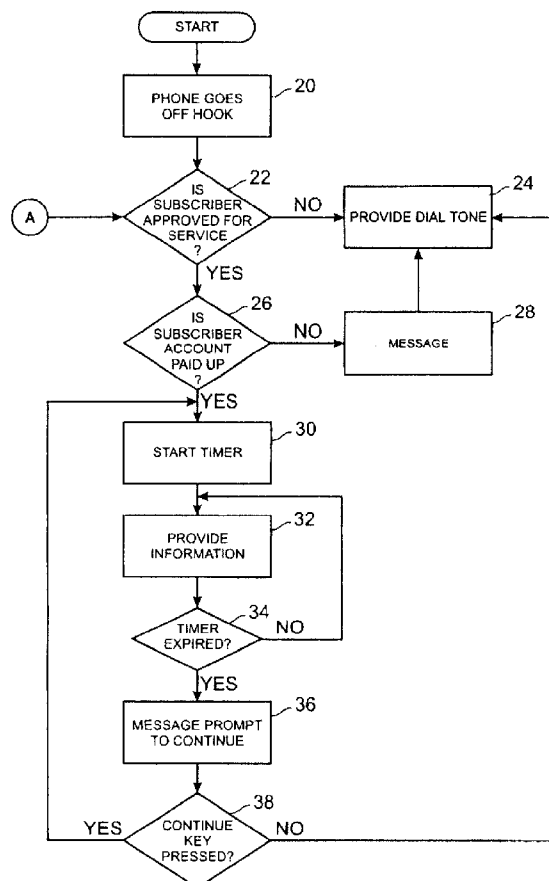 START
PHONE GOES
OFF HOOK
20
IS
SUBSCRIBER
APPROVED FOR
SERVICE
?
22
A
NO
YES
PROVIDE DIAL TONE
24
IS
SUBSCRIBER
ACCOUNT
PAID UP
?
26
NO
YES
MESSAGE
28
START TIMER
30
PROVIDE
INFORMATION
32
TIMER
EXPIRED?
34
NO
YES
MESSAGE PROMPT
TO CONTINUE
36
CONTINUE
KEY
PRESSED?
38
YES
NO